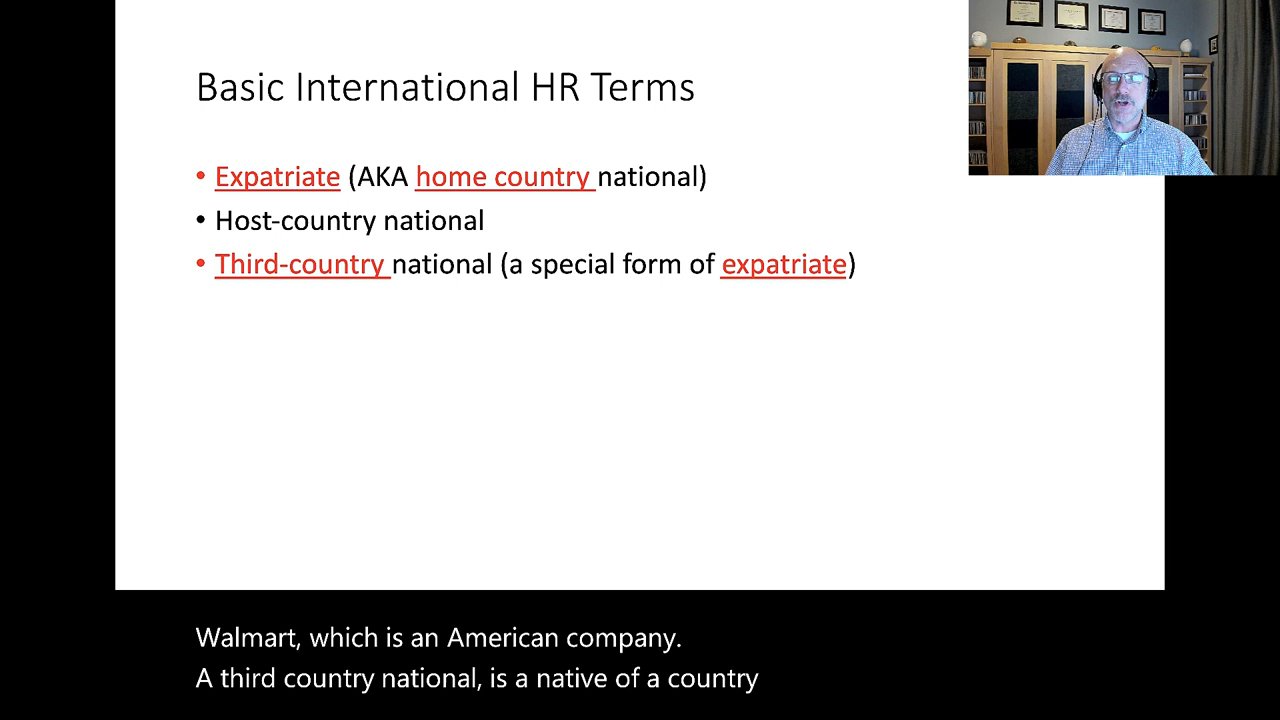 Basic International HR Terms
• Expatriate (AKA home country national)
• Host-country national
• Third-country national (a special form of expatriate)
Walmart, which is an American company.
A third country national, is a native of a country